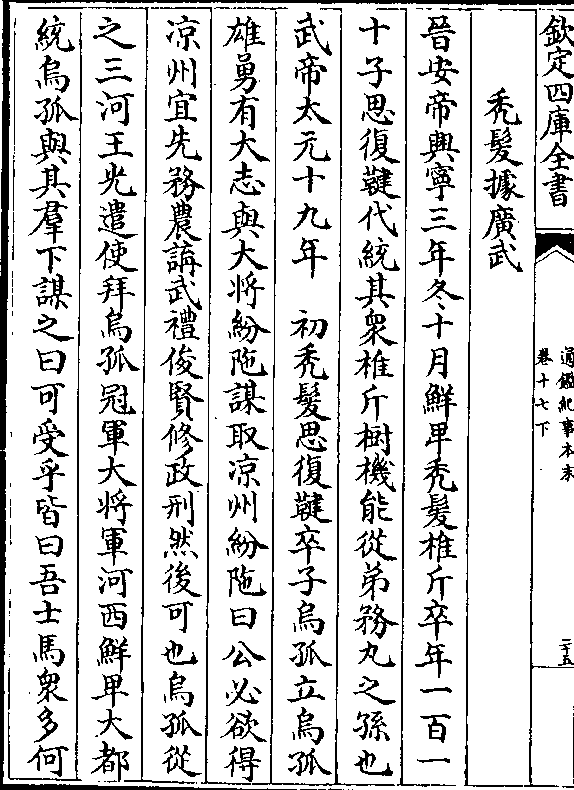 欽定四庫全書
通鑑紀事本末
卷十七下
二十五
禿髮據廣武
晉安帝興寧三年冬十月鮮卑禿髮椎斤卒年一百一
十子思復鞬代統其衆椎斤樹機能從弟務丸之孫也
武帝太元十九年　初禿髮思復鞬卒子烏孤立烏孤
雄勇有大志與大將紛陁謀取凉州紛陁曰公必欲得
凉州宜先務農講武禮俊賢修政刑然後可也烏孤從
之三河王光遣使拜烏孤冠軍大將軍河西鮮卑大都
統烏孤與其羣下謀之曰可受乎皆曰吾士馬衆多何